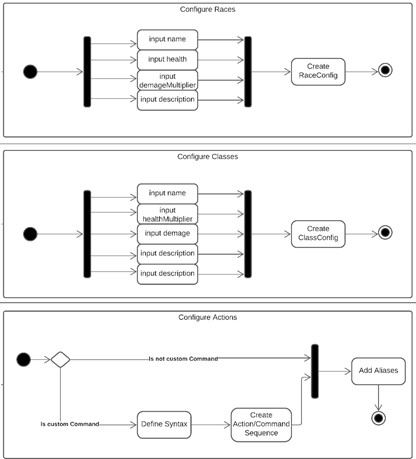 Configure Races
input name
input health
input
demageMultiplier
input description
Create
RaceConfig
Configure Classes
input name
input
healthMultiplier
input demage
input description
input description
Create
ClassConfig
Configure Actions
Is not custom Command
Is custom Command
Define Syntax
Create
Action/Command
Sequence
Add Aliases